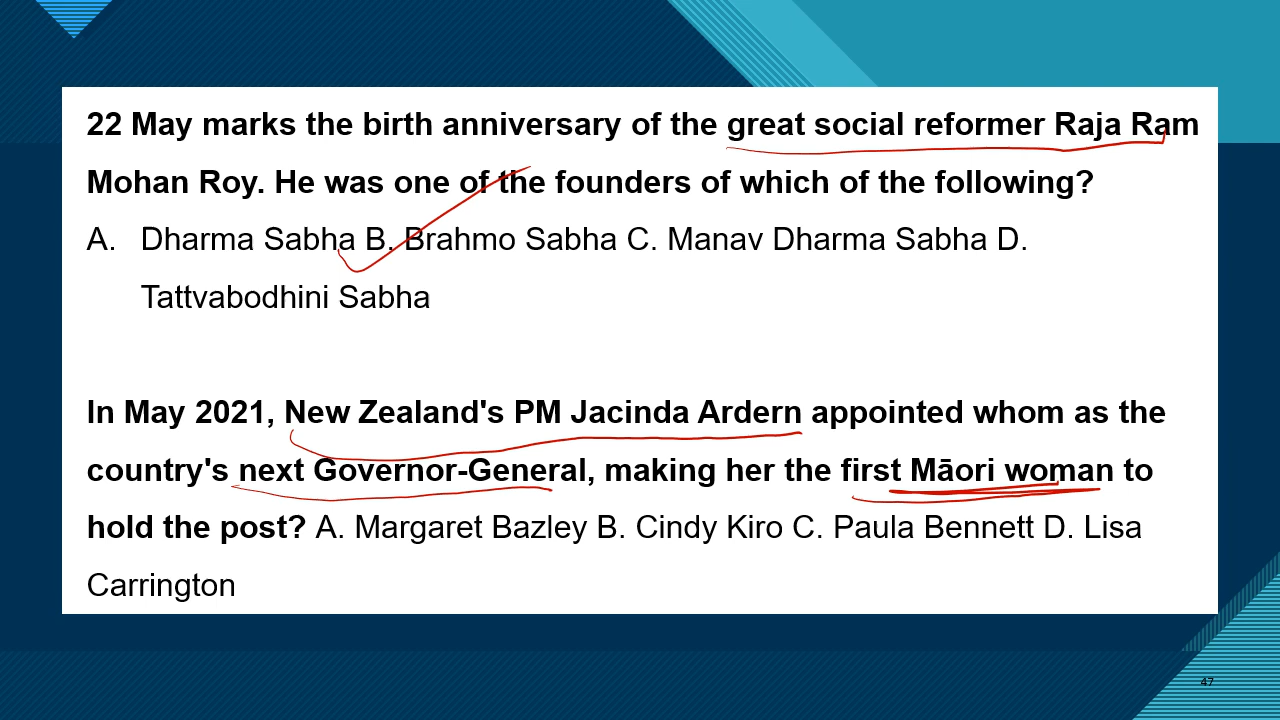 22 May marks the birth anniversary of the great social reformer Raja Ram
Mohan Roy. He was one of the founders of which of the following?
A. Dharma Sabha B. Brahmo Sabha C. Manav Dharma Sabha D.
Tattvabodhini Sabha
In May 2021, New Zealand's PM Jacinda Ardern appointed whom as the
country's next Governor-General, making her the first Māori woman to
hold the post? A. Margaret Bazley B. Cindy Kiro C. Paula Bennett D. Lisa
Carrington
47